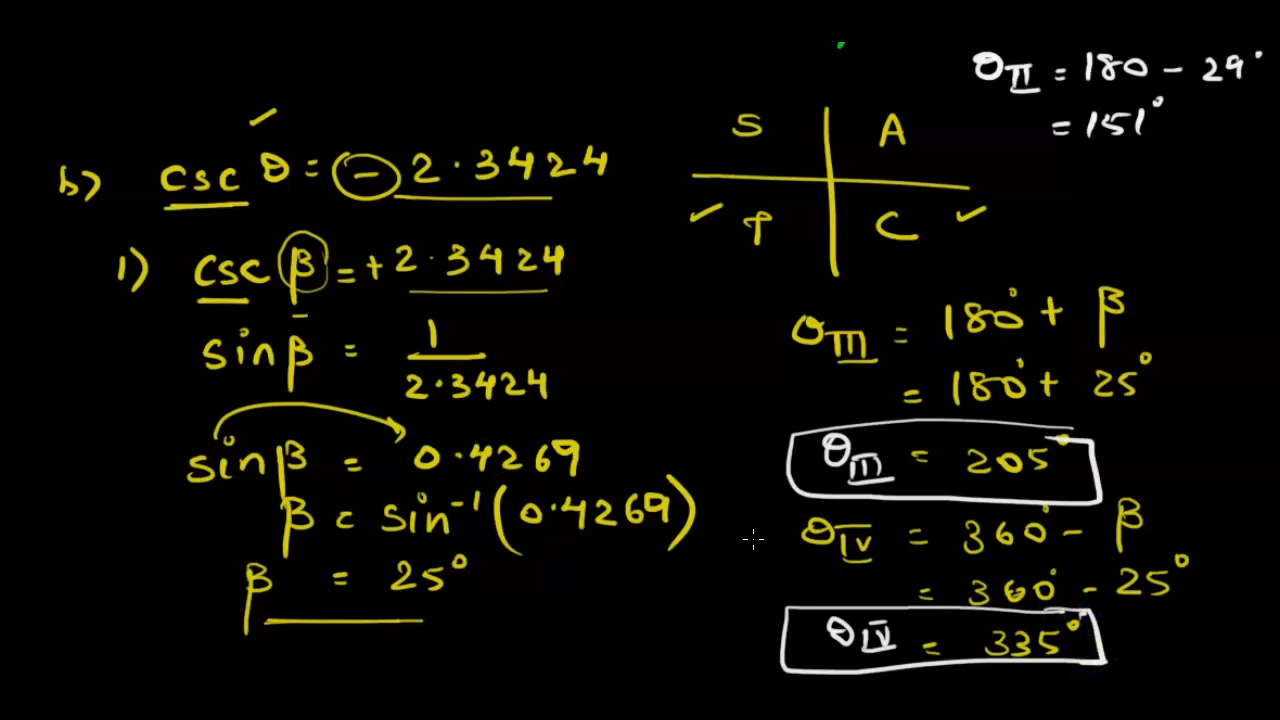 θ_II = 180 - 29°
= 151°
b) csc θ = - 2.3424
S A
T C
1) csc β = + 2.3424
sin β = 1/2.3424
sin β = 0.4269
β = sin⁻¹(0.4269)
β = 25°
θ_III = 180° + β
= 180° + 25°
θ_III = 205°
θ_IV = 360° - β
= 360° - 25°
θ_IV = 335°